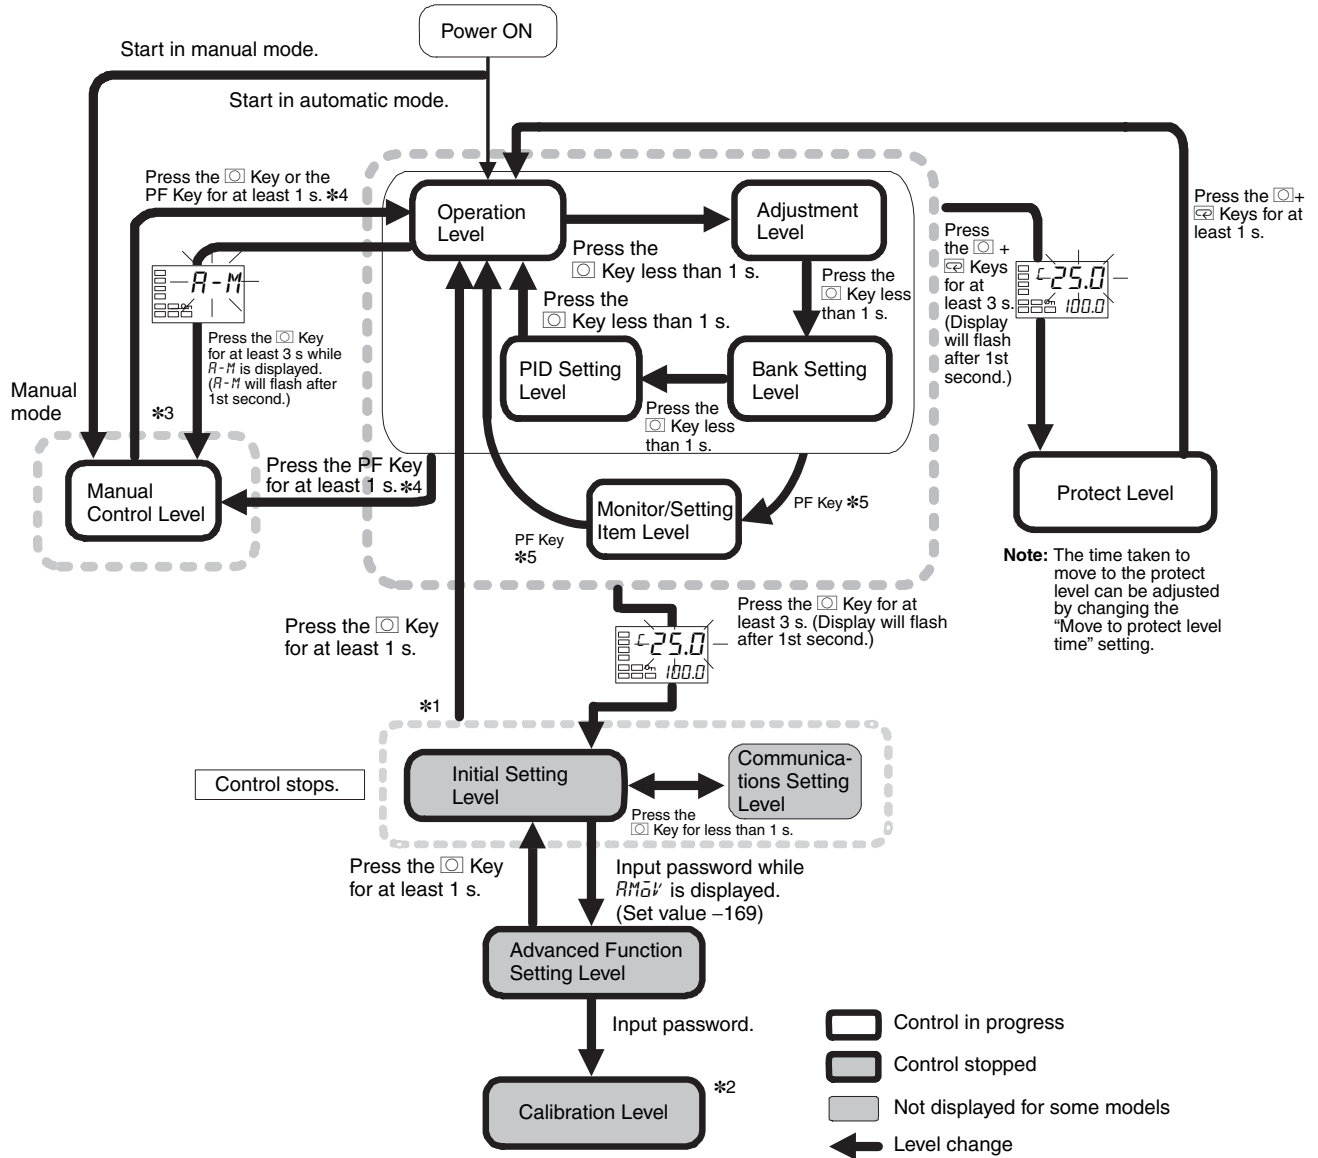 Power ON
Start in manual mode.
Start in automatic mode.
Press the Key or the
PF Key for at least 1 s. ✻4
Operation
Level
Adjustment
Level
Press the
Key less than 1 s.
Press the
Key less
than 1 s.
Press the
Key less than 1 s.
PID Setting
Level
Bank Setting
Level
Press the
Key less
than 1 s.
A-M
Press the Key
for at least 3 s while
A-M is displayed.
(A-M will flash after
1st second.)
Manual
mode
✻3
Manual
Control Level
Press the PF Key
for at least 1 s. ✻4
Monitor/Setting
Item Level
PF Key ✻5
PF Key
✻5
Press
the +
Keys
for at
least 3 s.
(Display
will flash
after 1st
second.)
C 25.0
100.0
Press the +
Keys for at
least 1 s.
Protect Level
Note: The time taken to
move to the protect
level can be adjusted
by changing the
“Move to protect level
time” setting.
Press the Key for at
least 3 s. (Display will flash
after 1st second.)
C 25.0
100.0
Press the Key
for at least 1 s.
✻1
Control stops.
Initial Setting
Level
Communica-
tions Setting
Level
Press the
Key for less than 1 s.
Press the Key
for at least 1 s.
Input password while
AMOV is displayed.
(Set value −169)
Advanced Function
Setting Level
Input password.
Calibration Level
✻2
Control in progress
Control stopped
Not displayed for some models
Level change